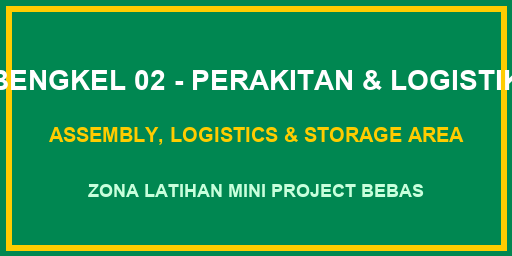 BENGKEL 02 - PERAKITAN & LOGISTIK
ASSEMBLY, LOGISTICS & STORAGE AREA
ZONA LATIHAN MINI PROJECT BEBAS